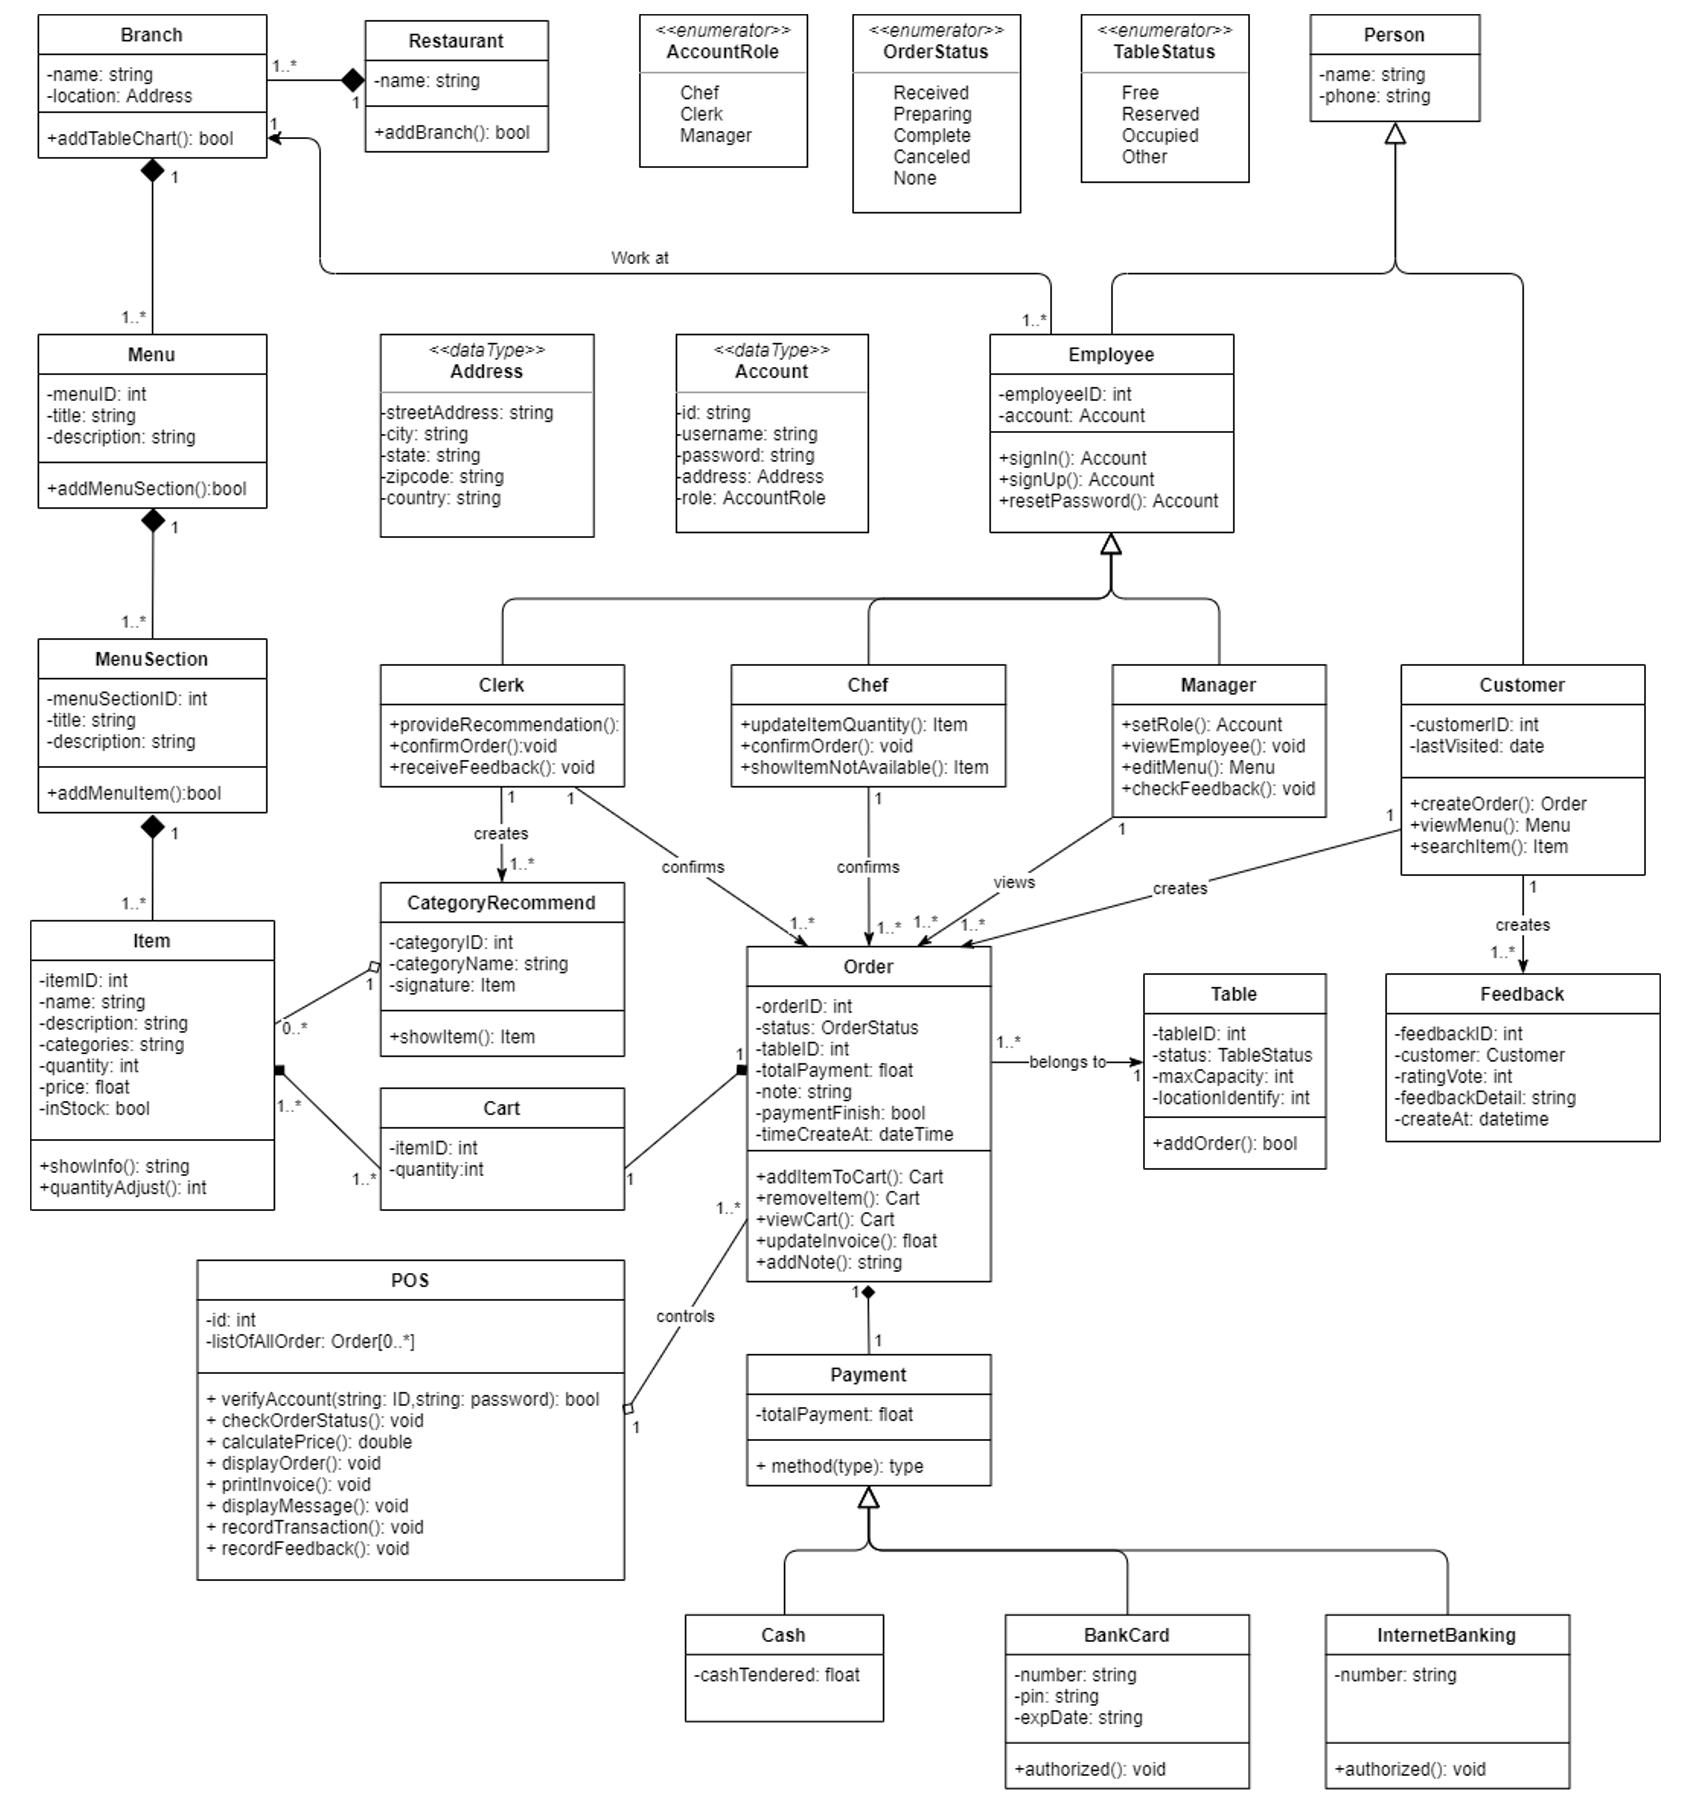 Branch
-name: string
-location: Address
+addTableChart(): bool
1..*
1
Restaurant
-name: string
+addBranch(): bool
<<enumerator>>
AccountRole
Chef
Clerk
Manager
<<enumerator>>
OrderStatus
Received
Preparing
Complete
Canceled
None
<<enumerator>>
TableStatus
Free
Reserved
Occupied
Other
Person
-name: string
-phone: string
1
1
Work at
1..*
1..*
Menu
-menuID: int
-title: string
-description: string
+addMenuSection():bool
<<dataType>>
Address
-streetAddress: string
-city: string
-state: string
-zipcode: string
-country: string
<<dataType>>
Account
-id: string
-username: string
-password: string
-address: Address
-role: AccountRole
Employee
-employeeID: int
-account: Account
+signIn(): Account
+signUp(): Account
+resetPassword(): Account
1
1..*
MenuSection
-menuSectionID: int
-title: string
-description: string
+addMenuItem():bool
Clerk
+provideRecommendation():
+confirmOrder():void
+receiveFeedback(): void
Chef
+updateItemQuantity(): Item
+confirmOrder(): void
+showItemNotAvailable(): Item
Manager
+setRole(): Account
+viewEmployee(): void
+editMenu(): Menu
+checkFeedback(): void
Customer
-customerID: int
-lastVisited: date
+createOrder(): Order
+viewMenu(): Menu
+searchItem(): Item
1
1..*
1
creates
1..*
1
confirms
1..*
1
confirms
1..*
1
views
1..*
1
creates
1..*
1
creates
1..*
Item
-itemID: int
-name: string
-description: string
-categories: string
-quantity: int
-price: float
-inStock: bool
+showInfo(): string
+quantityAdjust(): int
CategoryRecommend
-categoryID: int
-categoryName: string
-signature: Item
+showItem(): Item
1
0..*
Order
-orderID: int
-status: OrderStatus
-tableID: int
-totalPayment: float
-note: string
-paymentFinish: bool
-timeCreateAt: dateTime
+addItemToCart(): Cart
+removeItem(): Cart
+viewCart(): Cart
+updateInvoice(): float
+addNote(): string
1..*
belongs to
1
Table
-tableID: int
-status: TableStatus
-maxCapacity: int
-locationIdentify: int
+addOrder(): bool
Feedback
-feedbackID: int
-customer: Customer
-ratingVote: int
-feedbackDetail: string
-createAt: datetime
1..*
1..*
Cart
-itemID: int
-quantity:int
1
1
1..*
controls
1
POS
-id: int
-listOfAllOrder: Order[0..*]
+ verifyAccount(string: ID,string: password): bool
+ checkOrderStatus(): void
+ calculatePrice(): double
+ displayOrder(): void
+ printInvoice(): void
+ displayMessage(): void
+ recordTransaction(): void
+ recordFeedback(): void
1
1
Payment
-totalPayment: float
+ method(type): type
Cash
-cashTendered: float
BankCard
-number: string
-pin: string
-expDate: string
+authorized(): void
InternetBanking
-number: string
+authorized(): void